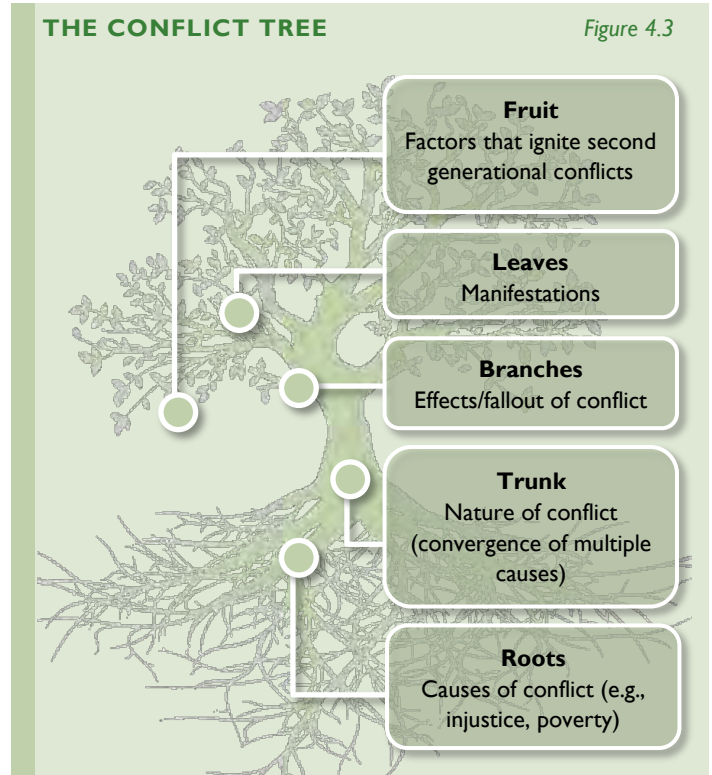 THE CONFLICT TREE
Figure 4.3
Fruit
Factors that ignite second
generational conflicts
Leaves
Manifestations
Branches
Effects/fallout of conflict
Trunk
Nature of conflict
(convergence of multiple
causes)
Roots
Causes of conflict (e.g.,
injustice, poverty)